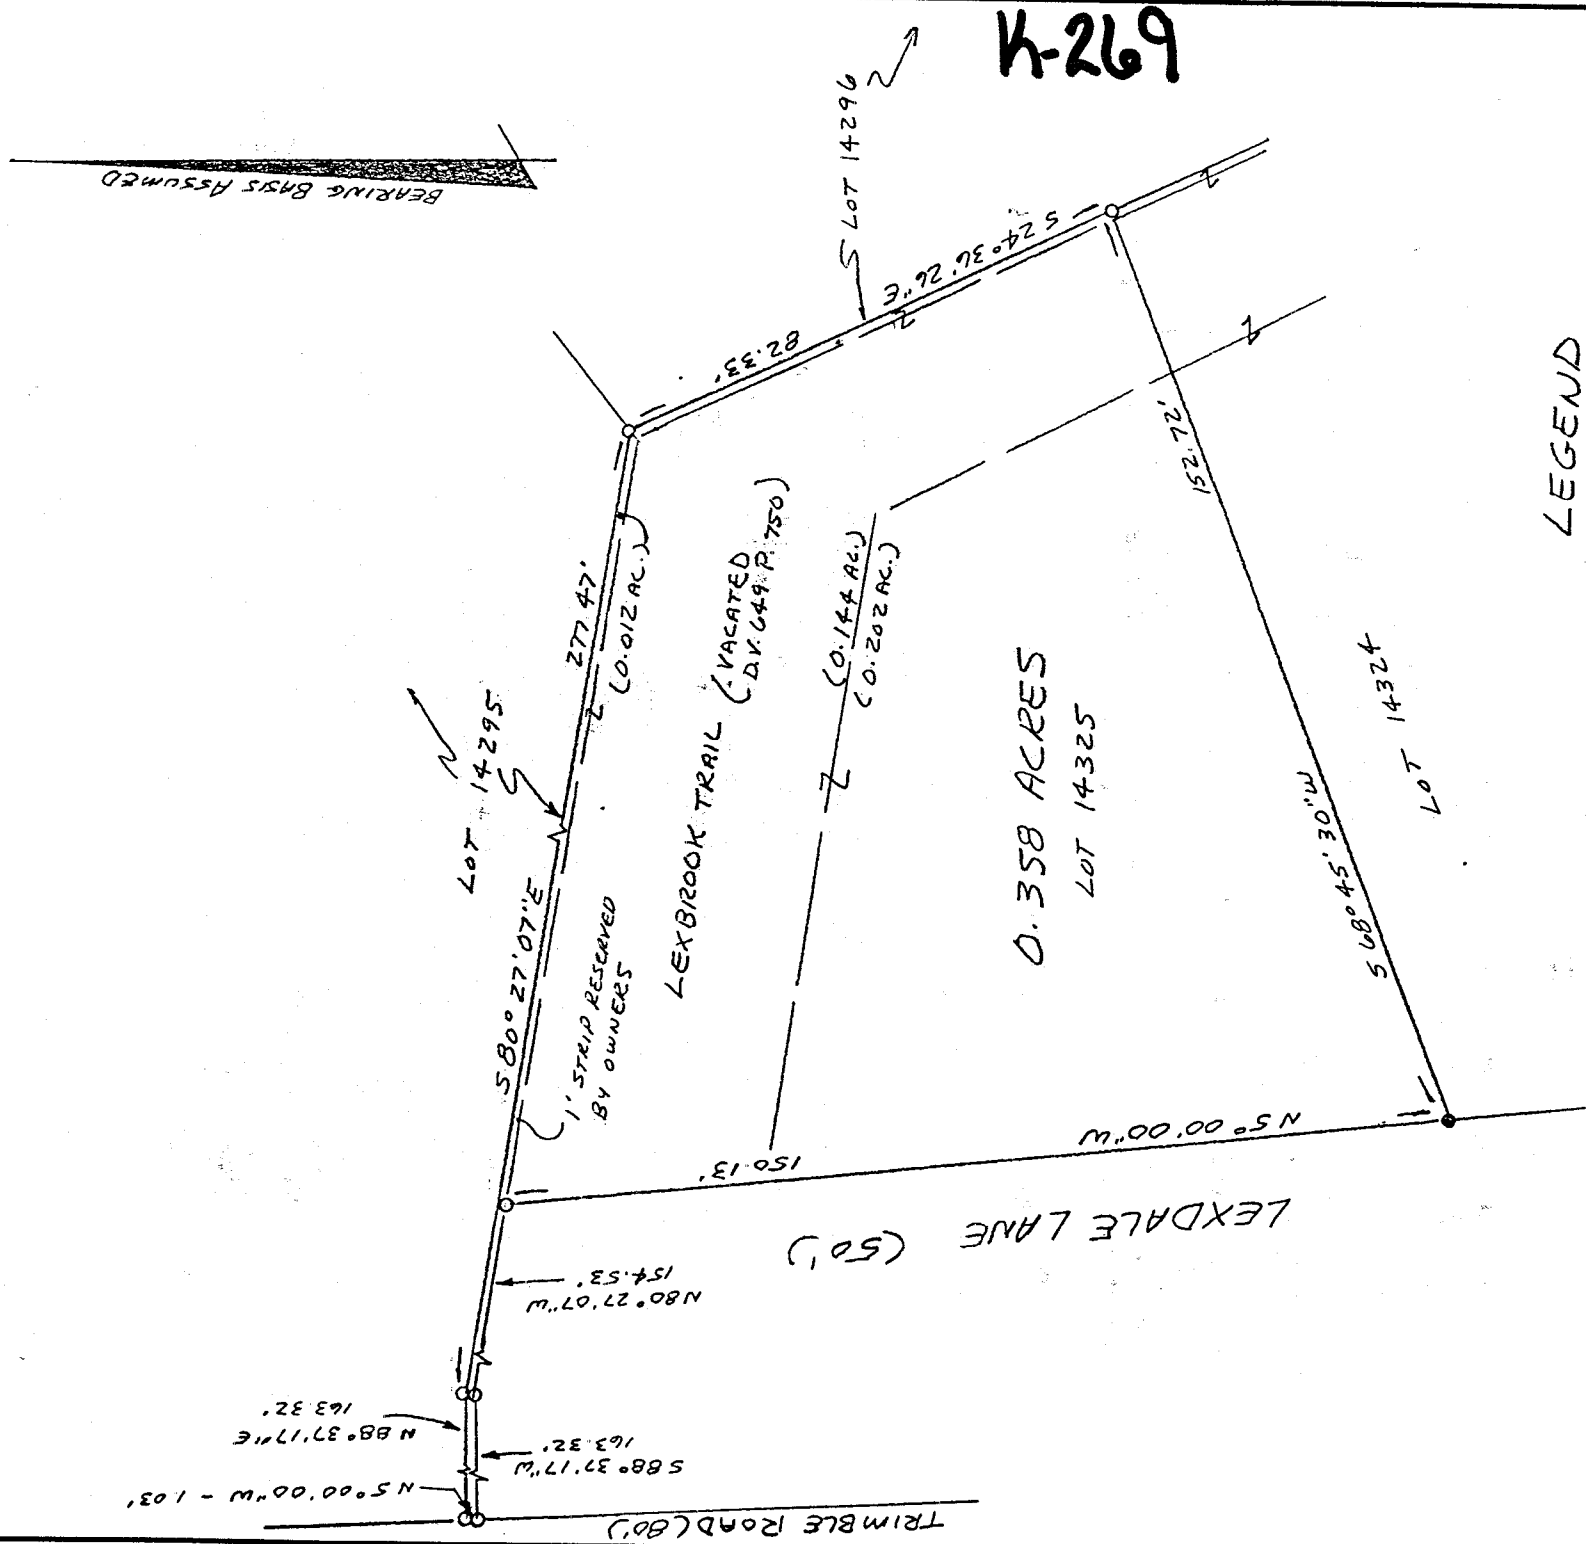 K-269
BEARING BASIS ASSUMED
LOT 14296
S 24° 36' 26" E
82.33'
152.72'
LEGEND
277.47'
(0.012 AC.)
LEXBROOK TRAIL (VACATED
D.V. 649 P. 750)
(0.144 AC.)
(0.202 AC.)
LOT 14295
S 80° 27' 07" E
1' STRIP RESERVED
BY OWNERS
0.358 ACRES
LOT 14325
LOT 14324
S 68° 45' 30" W
N 5° 00' 00" W
150.13'
LEXDALE LANE (50')
N 80° 27' 07" W
154.53'
N 88° 37' 17" E
163.32'
S 88° 37' 17" W
163.32'
N 5° 00' 00" W - 1.03'
TRIMBLE ROAD (80')